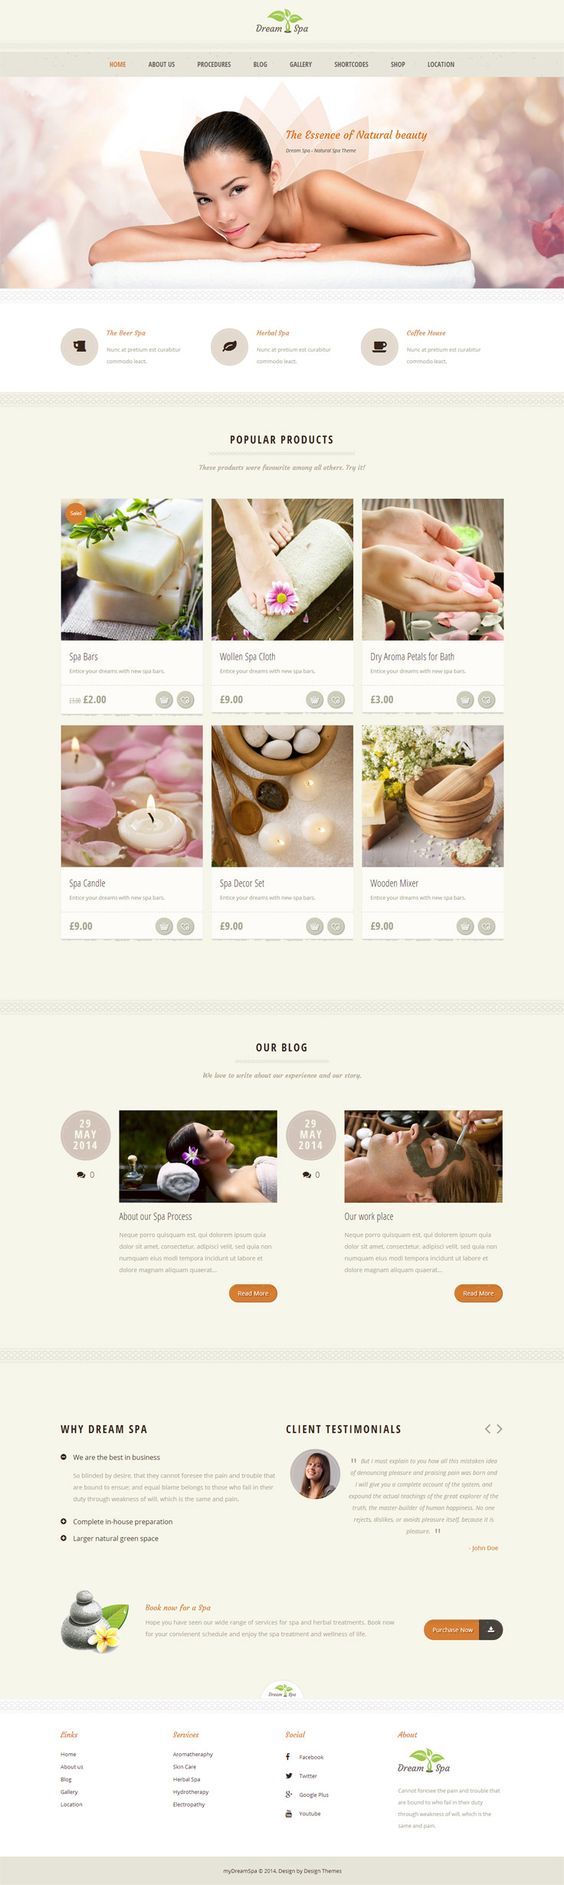 Dream Spa
HOME ABOUT US PROCEDURES BLOG GALLERY SHORTCODES SHOP LOCATION
The Essence of Natural beauty
Dream Spa - Natural Spa Theme
The Beer Spa
Nunc at pretium est curabitur
commodo leact.
Herbal Spa
Nunc at pretium est curabitur
commodo leact.
Coffee House
Nunc at pretium est curabitur
commodo leact.
POPULAR PRODUCTS
These products were favourite among all others. Try it!
Sale!
Spa Bars
Entice your dreams with new spa bars.
£3.00 £2.00
Wollen Spa Cloth
Entice your dreams with new spa bars.
£9.00
Dry Aroma Petals for Bath
Entice your dreams with new spa bars.
£3.00
Spa Candle
Entice your dreams with new spa bars.
£9.00
Spa Decor Set
Entice your dreams with new spa bars.
£9.00
Wooden Mixer
Entice your dreams with new spa bars.
£9.00
OUR BLOG
We love to write about our experience and our story.
29
MAY
2014
0
About our Spa Process
Neque porro quisquam est, qui dolorem ipsum quia
dolor sit amet, consectetur, adipisci velit, sed quia non
numquam eius modi tempora incidunt ut labore et
dolore magnam aliquam quaerat...
Read More
29
MAY
2014
0
Our work place
Neque porro quisquam est, qui dolorem ipsum quia
dolor sit amet, consectetur, adipisci velit, sed quia non
numquam eius modi tempora incidunt ut labore et
dolore magnam aliquam quaerat...
Read More
WHY DREAM SPA
We are the best in business
So blinded by desire, that they cannot foresee the pain and trouble that
are bound to ensue; and equal blame belongs to those who fail in their
duty through weakness of will, which is the same and pain.
Complete in-house preparation
Larger natural green space
CLIENT TESTIMONIALS
" But I must explain to you how all this mistaken idea
of denouncing pleasure and praising pain was born and
I will give you a complete account of the system, and
expound the actual teachings of the great explorer of the
truth, the master-builder of human happiness. No one
rejects, dislikes, or avoids pleasure itself, because it is
pleasure. "
- John Doe
Book now for a Spa
Hope you have seen our wide range of services for spa and herbal treatments. Book now
for your convienent schedule and enjoy the spa treatment and wellness of life.
Purchase Now
Dream Spa
Links
Home
About us
Blog
Gallery
Location
Services
Aromatheraphy
Skin Care
Herbal Spa
Hydrotherapy
Electropathy
Social
Facebook
Twitter
Google Plus
Youtube
About
Dream Spa
Cannot foresee the pain and trouble that
are bound to who fail in their duty
through weakness of will, which is the
same and pain.
myDreamSpa © 2014. Design by Design Themes